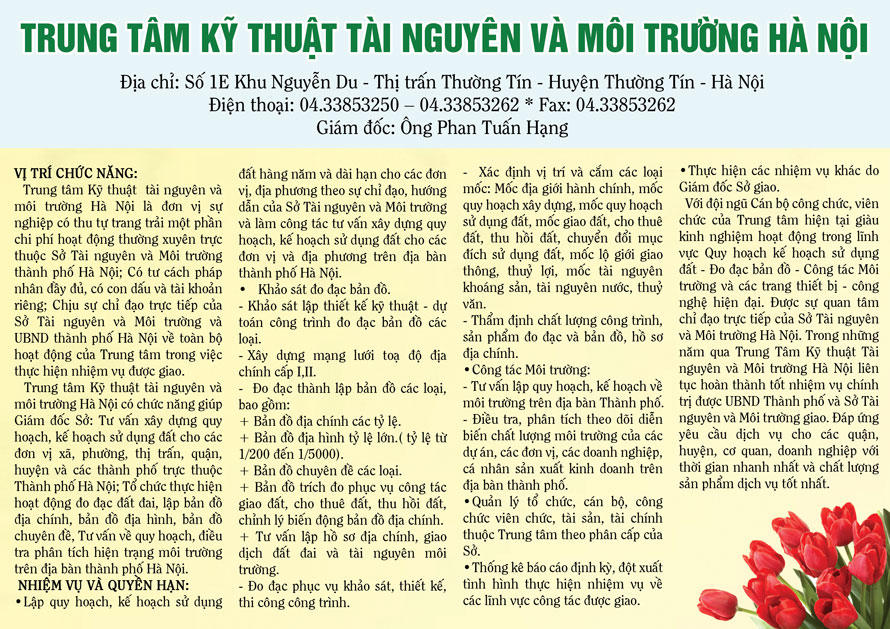 TRUNG TÂM KỸ THUẬT TÀI NGUYÊN VÀ MÔI TRƯỜNG HÀ NỘI
Địa chỉ: Số 1E Khu Nguyễn Du - Thị trấn Thường Tín - Huyện Thường Tín - Hà Nội
Điện thoại: 04.33853250 – 04.33853262 * Fax: 04.33853262
Giám đốc: Ông Phan Tuấn Hạng
VỊ TRÍ CHỨC NĂNG:
Trung tâm Kỹ thuật tài nguyên và
môi trường Hà Nội là đơn vị sự
nghiệp có thu tự trang trải một phần
chi phí hoạt động thường xuyên trực
thuộc Sở Tài nguyên và Môi trường
thành phố Hà Nội; Có tư cách pháp
nhân đầy đủ, có con dấu và tài khoản
riêng; Chịu sự chỉ đạo trực tiếp của
Sở Tài nguyên và Môi trường và
UBND thành phố Hà Nội về toàn bộ
hoạt động của Trung tâm trong việc
thực hiện nhiệm vụ được giao.
Trung tâm Kỹ thuật tài nguyên và
môi trường Hà Nội có chức năng giúp
Giám đốc Sở: Tư vấn xây dựng quy
hoạch, kế hoạch sử dụng đất cho các
đơn vị xã, phường, thị trấn, quận,
huyện và các thành phố trực thuộc
Thành phố Hà Nội; Tổ chức thực hiện
hoạt động đo đạc đất đai, lập bản đồ
địa chính, bản đồ địa hình, bản đồ
chuyên đề, Tư vấn về quy hoạch, điều
tra phân tích hiện trạng môi trường
trên địa bàn thành phố Hà Nội.
NHIỆM VỤ VÀ QUYỀN HẠN:
•Lập quy hoạch, kế hoạch sử dụng
đất hàng năm và dài hạn cho các đơn
vị, địa phương theo sự chỉ đạo, hướng
dẫn của Sở Tài nguyên và Môi trường
và làm công tác tư vấn xây dựng quy
hoạch, kế hoạch sử dụng đất cho các
đơn vị và địa phương trên địa bàn
thành phố Hà Nội.
• Khảo sát đo đạc bản đồ.
- Khảo sát lập thiết kế kỹ thuật - dự
toán công trình đo đạc bản đồ các
loại.
- Xây dựng mạng lưới toạ độ địa
chính cấp I,II.
- Đo đạc thành lập bản đồ các loại,
bao gồm:
+ Bản đồ địa chính các tỷ lệ.
+ Bản đồ địa hình tỷ lệ lớn.( tỷ lệ từ
1/200 đến 1/5000).
+ Bản đồ chuyên đề các loại.
+ Bản đồ trích đo phục vụ công tác
giao đất, cho thuê đất, thu hồi đất,
chỉnh lý biến động bản đồ địa chính.
+ Tư vấn lập hồ sơ địa chính, giao
dịch đất đai và tài nguyên môi
trường.
- Đo đạc phục vụ khảo sát, thiết kế,
thi công công trình.
- Xác định vị trí và cắm các loại
mốc: Mốc địa giới hành chính, mốc
quy hoạch xây dựng, mốc quy hoạch
sử dụng đất, mốc giao đất, cho thuê
đất, thu hồi đất, chuyển đổi mục
đích sử dụng đất, mốc lộ giới giao
thông, thuỷ lợi, mốc tài nguyên
khoáng sản, tài nguyên nước, thuỷ
văn.
- Thẩm định chất lượng công trình,
sản phẩm đo đạc và bản đồ, hồ sơ
địa chính.
•Công tác Môi trường:
- Tư vấn lập quy hoạch, kế hoạch về
môi trường trên địa bàn Thành phố.
- Điều tra, phân tích theo dõi diễn
biến chất lượng môi trường của các
dự án, các đơn vị, các doanh nghiệp,
cá nhân sản xuất kinh doanh trên
địa bàn thành phố.
•Quản lý tổ chức, cán bộ, công
chức viên chức, tài sản, tài chính
thuộc Trung tâm theo phân cấp của
Sở.
•Thống kê báo cáo định kỳ, đột xuất
tình hình thực hiện nhiệm vụ về
các lĩnh vực công tác được giao.
•Thực hiện các nhiệm vụ khác do
Giám đốc Sở giao.
Với đội ngũ Cán bộ công chức, viên
chức của Trung tâm hiện tại giàu
kinh nghiệm hoạt động trong lĩnh
vực Quy hoạch kế hoạch sử dụng
đất - Đo đạc bản đồ - Công tác Môi
trường và các trang thiết bị - công
nghệ hiện đại. Được sự quan tâm
chỉ đạo trực tiếp của Sở Tài nguyên
và Môi trường Hà Nội. Trong những
năm qua Trung Tâm Kỹ thuật Tài
nguyên và Môi trường Hà Nội liên
tục hoàn thành tốt nhiệm vụ chính
trị được UBND Thành phố và Sở Tài
nguyên và Môi trường giao. Đáp ứng
yêu cầu dịch vụ cho các quận,
huyện, cơ quan, doanh nghiệp với
thời gian nhanh nhất và chất lượng
sản phẩm dịch vụ tốt nhất.